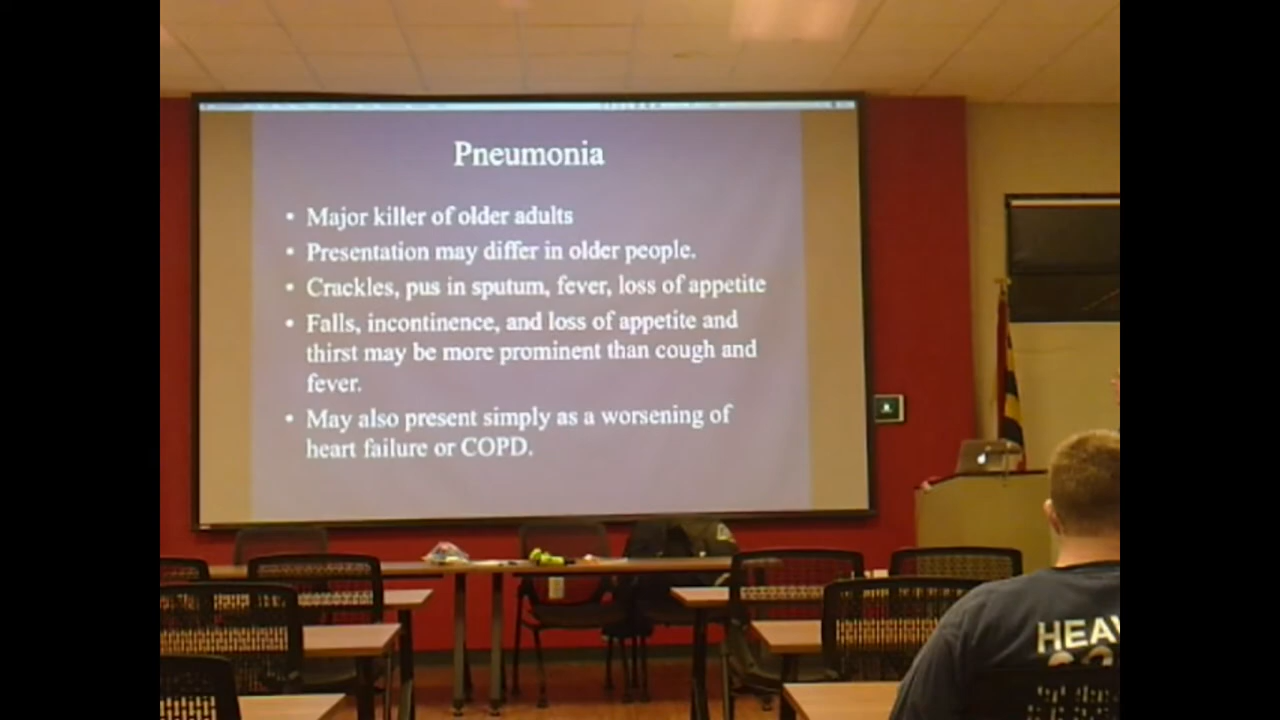 Pneumonia
• Major killer of older adults
• Presentation may differ in older people.
• Crackles, pus in sputum, fever, loss of appetite
• Falls, incontinence, and loss of appetite and
thirst may be more prominent than cough and
fever.
• May also present simply as a worsening of
heart failure or COPD.